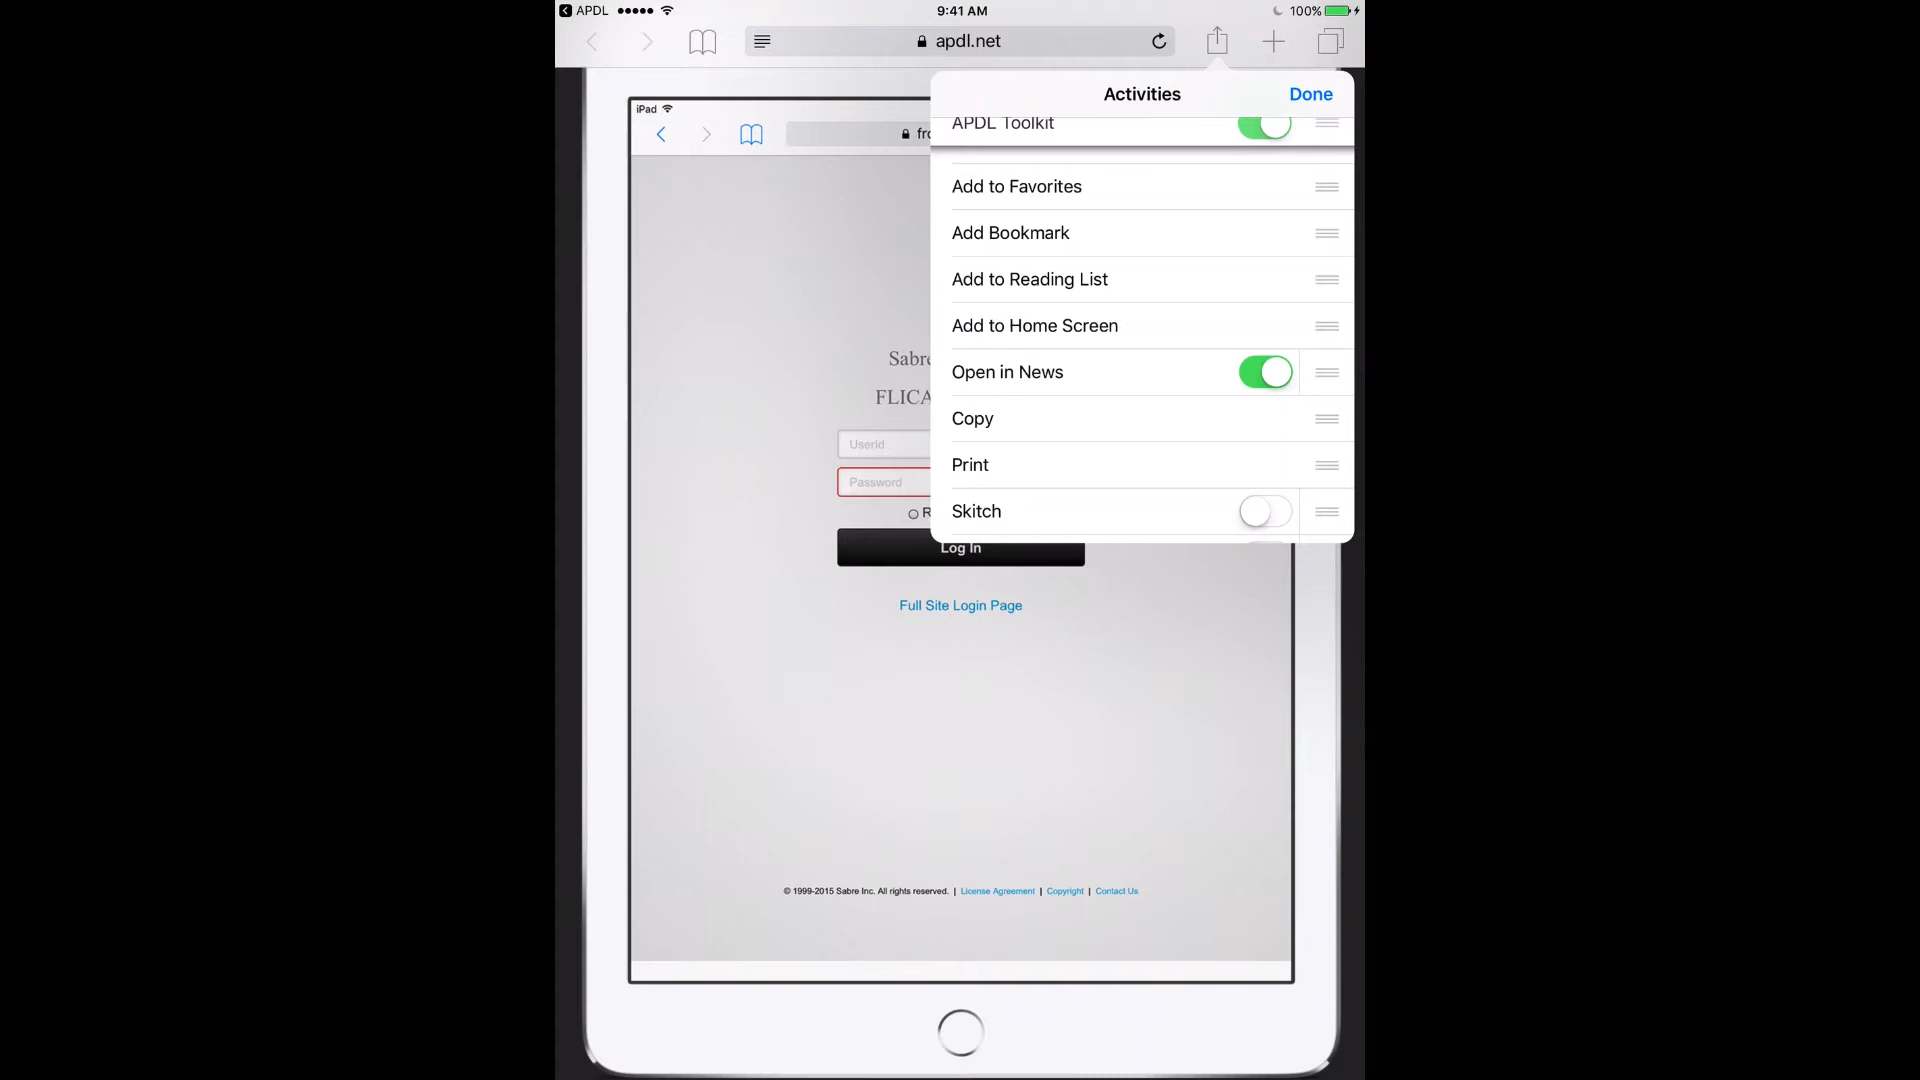 APDL 9:41 AM 100%
apdl.net
Activities Done
iPad
APDL Toolkit
Add to Favorites
Add Bookmark
Add to Reading List
Add to Home Screen
Open in News
Copy
Print
Skitch
FLICA
UserId
Password
Log In
Full Site Login Page
© 1999-2015 Sabre Inc. All rights reserved. | License Agreement | Copyright | Contact Us